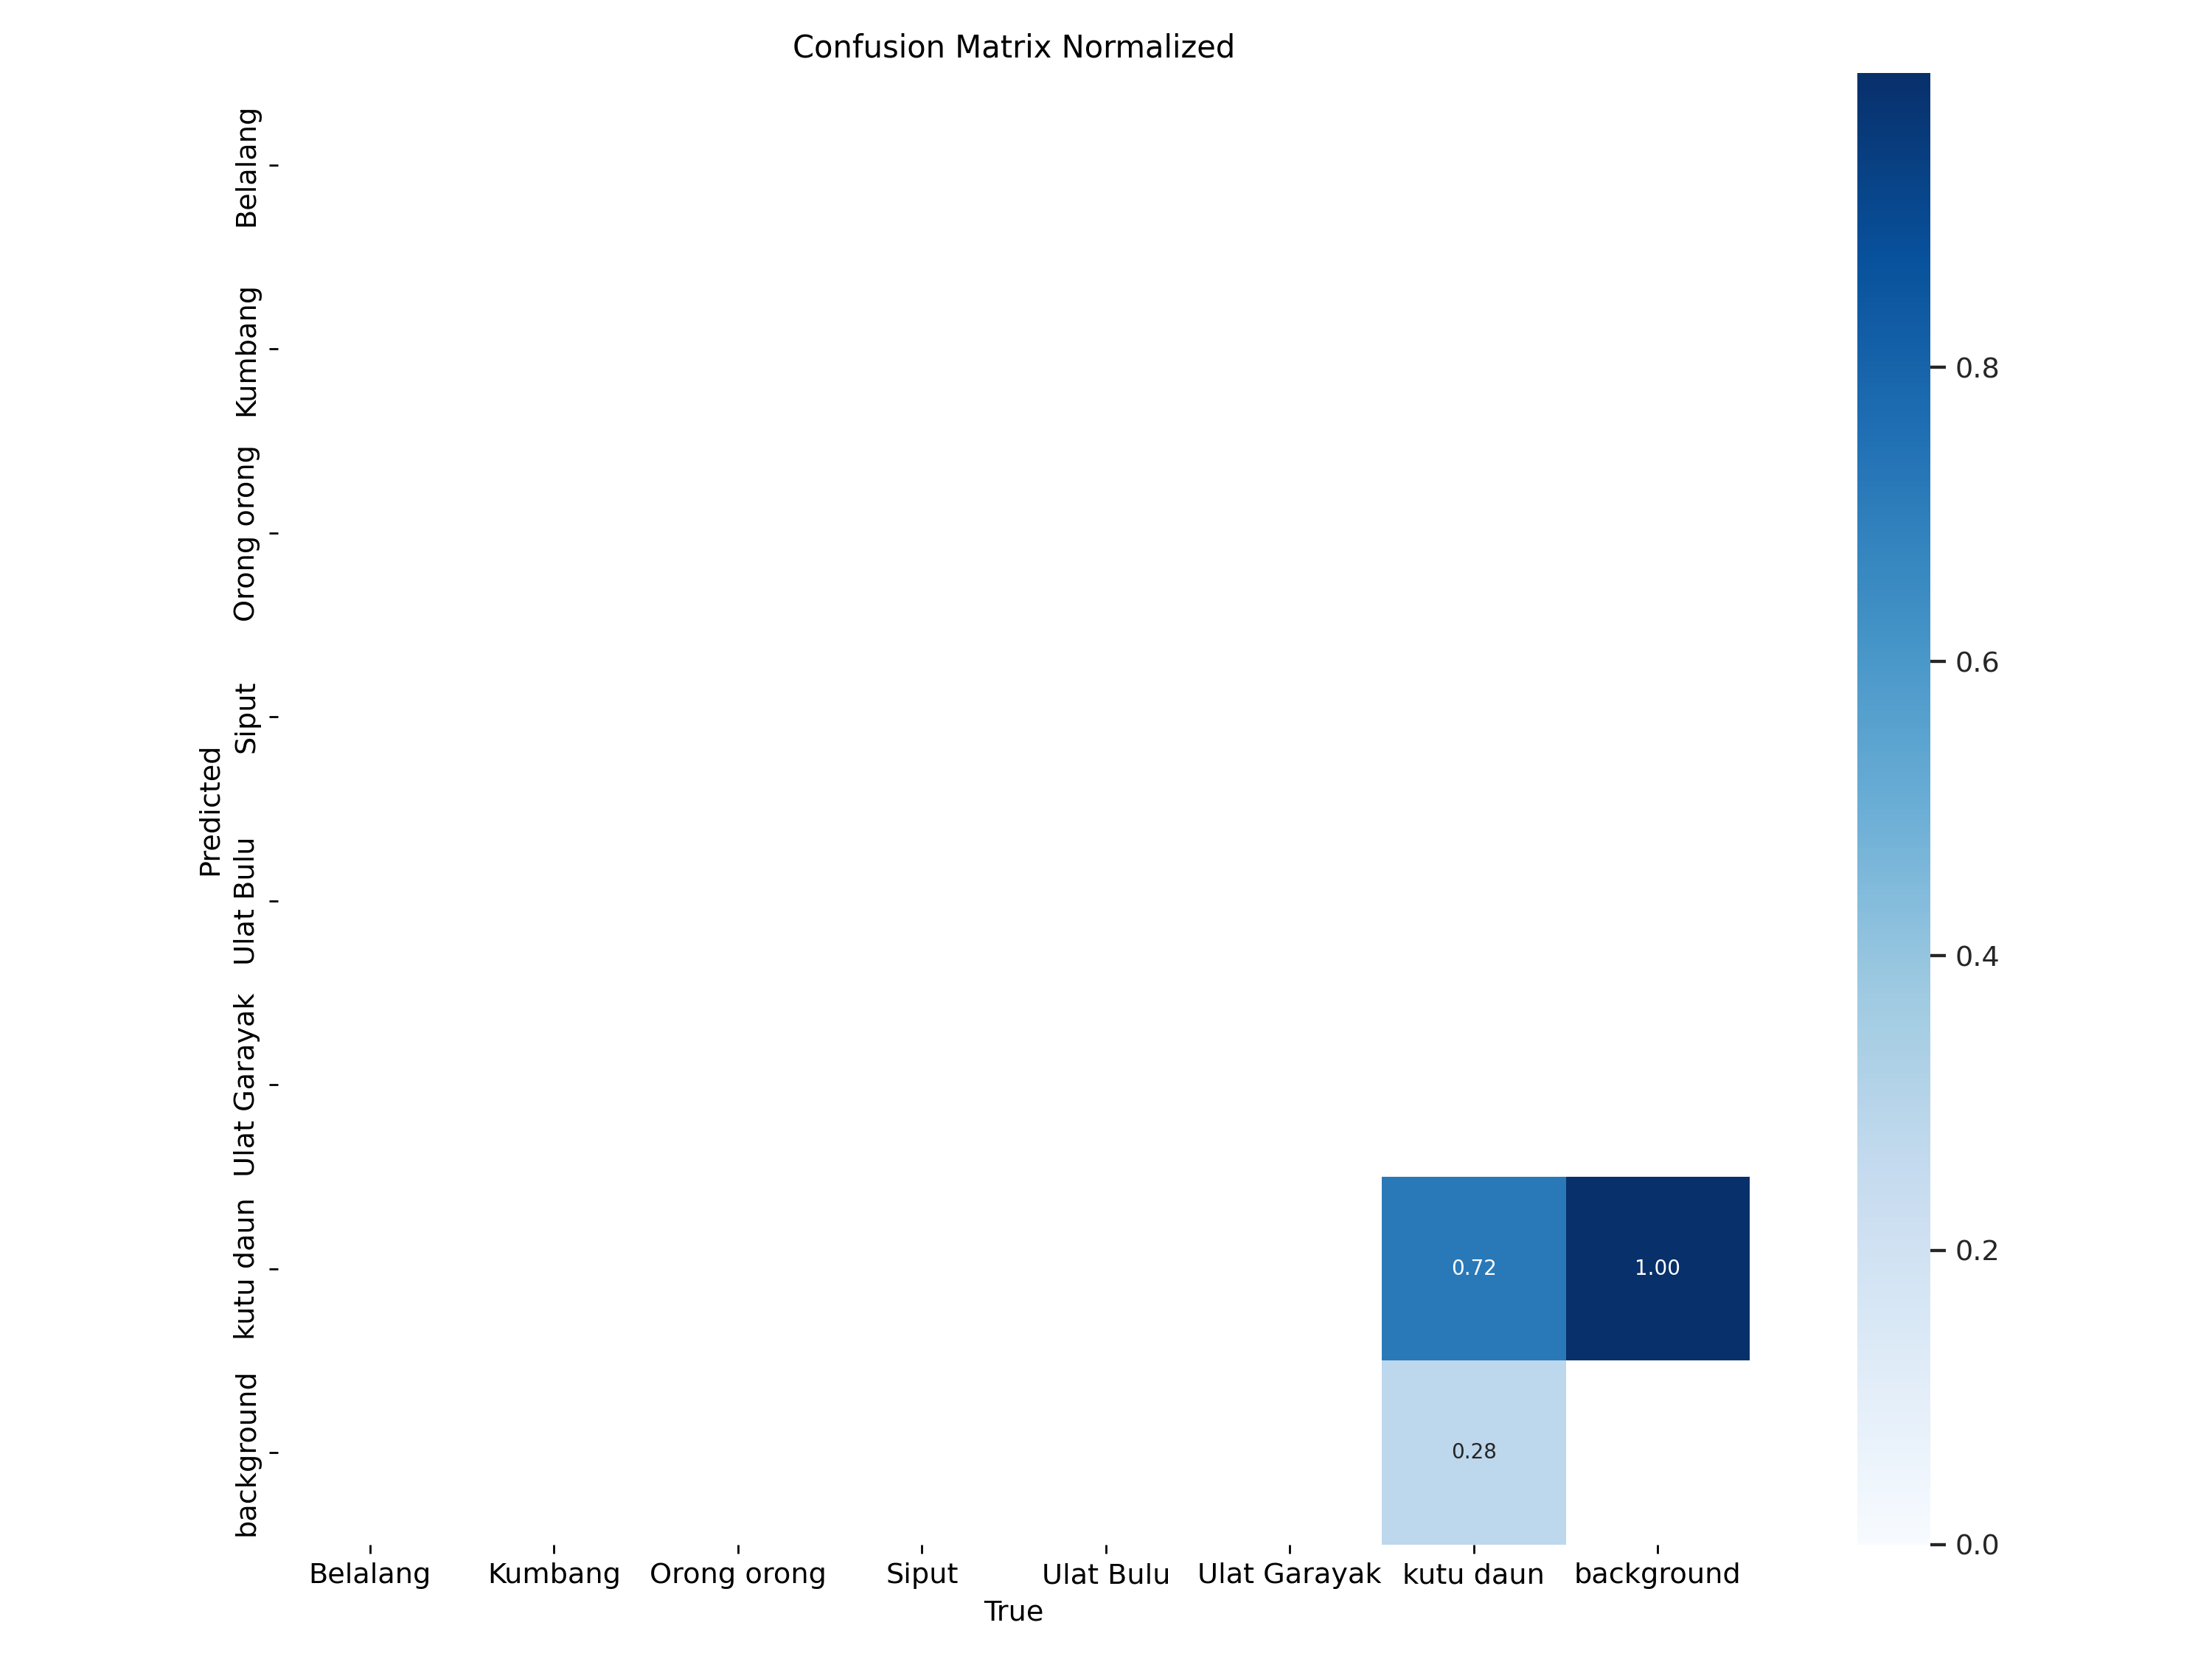 Confusion Matrix Normalized
Belalang
Kumbang
Orong orong
Siput
Ulat Bulu
Ulat Garayak
kutu daun
background
Predicted
0.72
1.00
0.28
Belalang
Kumbang
Orong orong
Siput
Ulat Bulu
Ulat Garayak
kutu daun
background
True
0.8
0.6
0.4
0.2
0.0